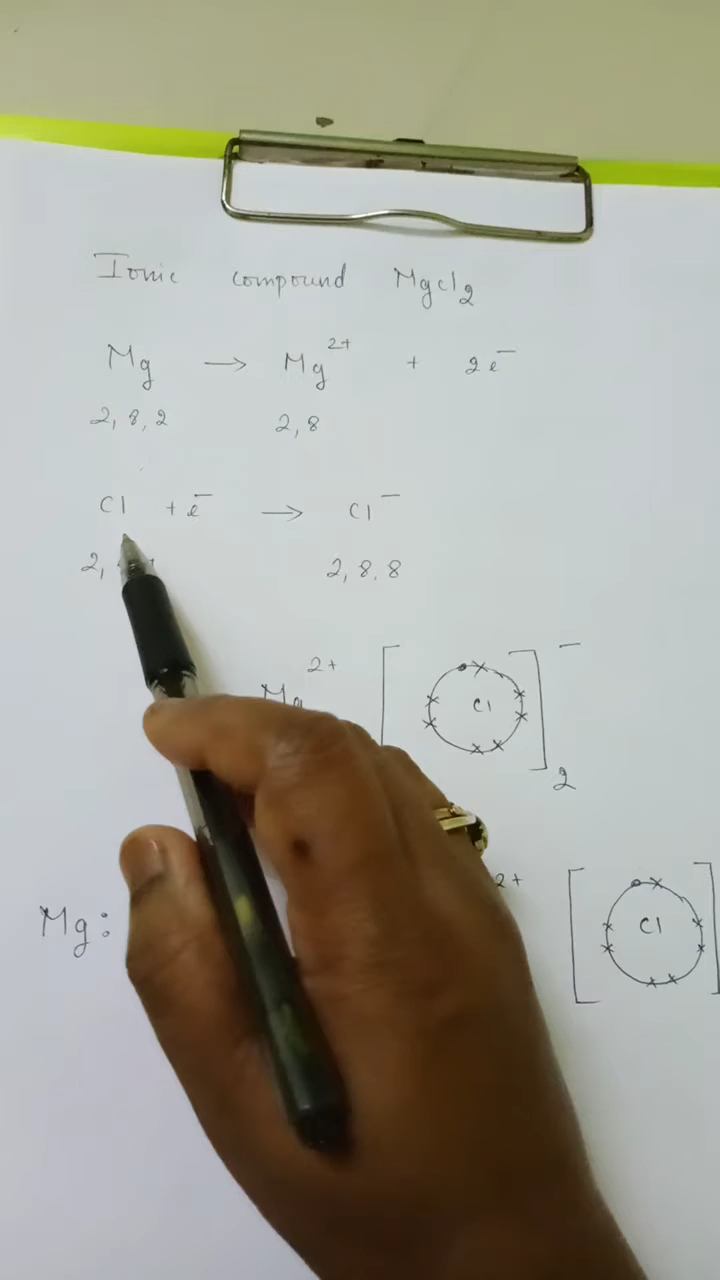 Ionic compound Mgcl₂
Mg → Mg²⁺ + 2e⁻
2, 8, 2 2, 8
Cl + e⁻ → Cl⁻
2, 2, 8, 8
Mg²⁺ [Cl]₂⁻
Mg: 2+ [Cl]